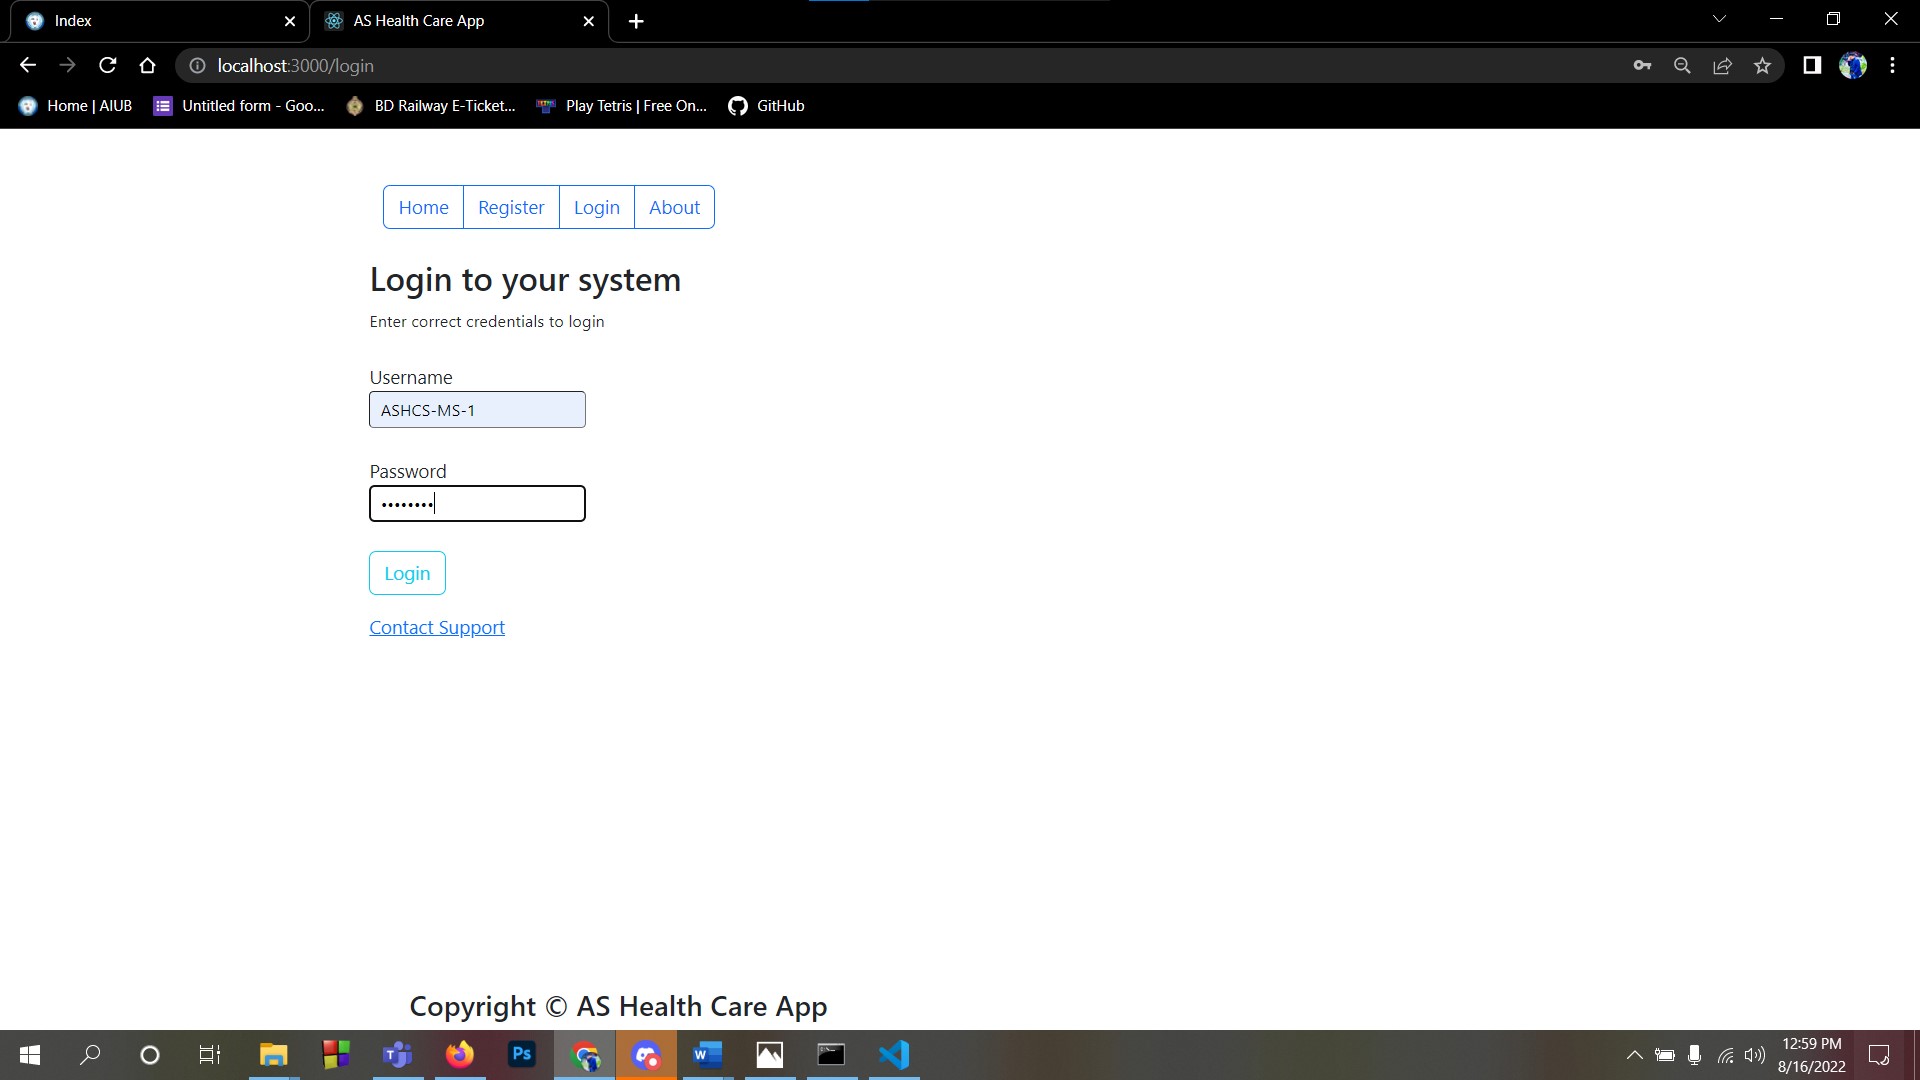 Index
AS Health Care App
localhost:3000/login
Home | AIUB
Untitled form - Goo...
BD Railway E-Ticket...
Play Tetris | Free On...
GitHub
Home
Register
Login
About
Login to your system
Enter correct credentials to login
Username
ASHCS-MS-1
Password
••••••••
Login
Contact Support
Copyright © AS Health Care App
Ps
12:59 PM
8/16/2022